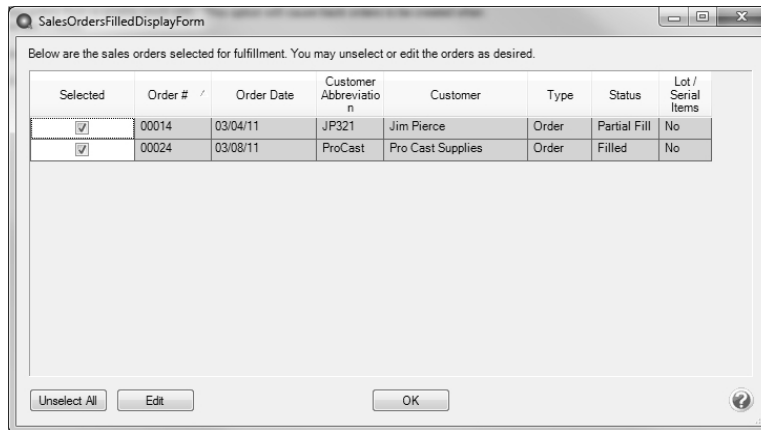 SalesOrdersFilledDisplayForm
Below are the sales orders selected for fulfillment. You may unselect or edit the orders as desired.
Selected Order # Order Date Customer Abbreviatio n Customer Type Status Lot / Serial Items
00014 03/04/11 JP321 Jim Pierce Order Partial Fill No
00024 03/08/11 ProCast Pro Cast Supplies Order Filled No
Unselect All Edit OK